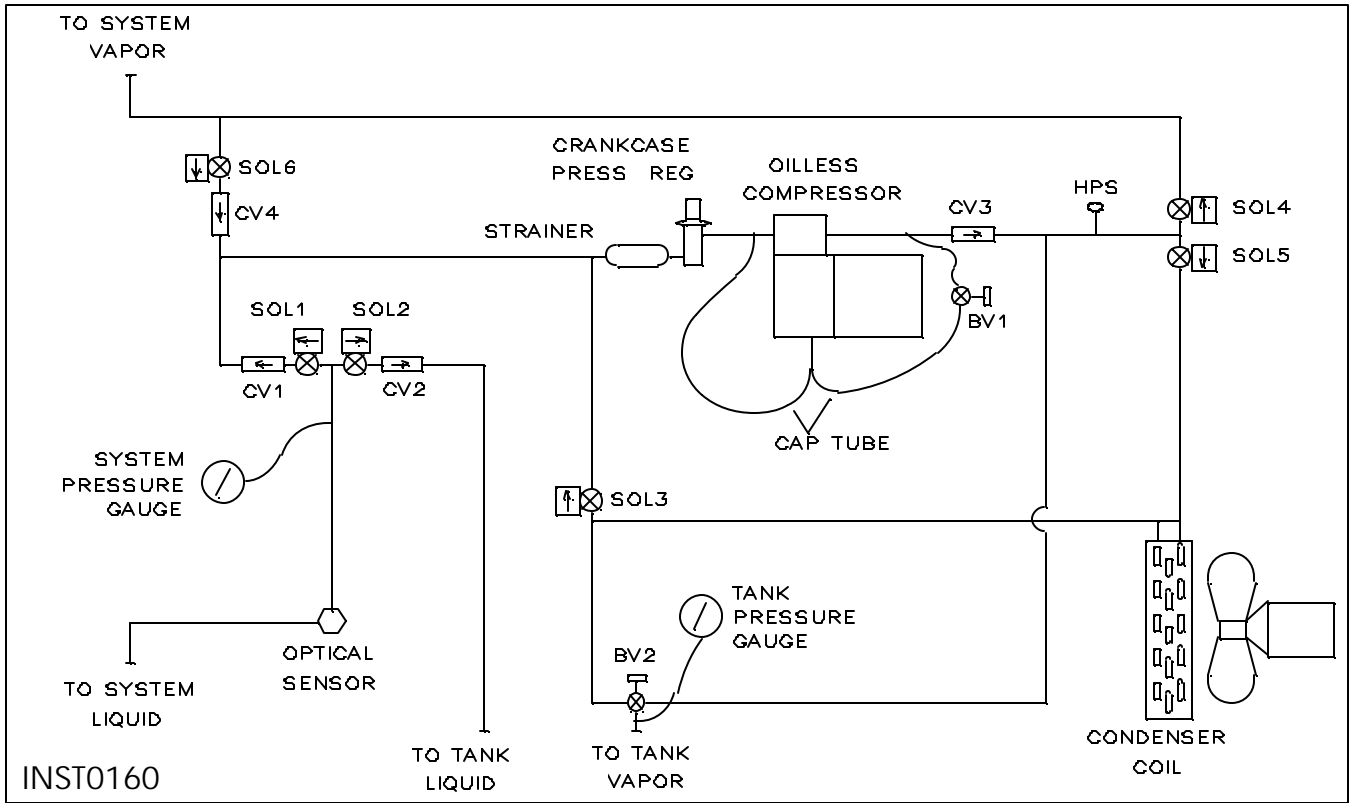 TO SYSTEM
VAPOR
SOL6
CV4
CRANKCASE
PRESS REG
STRAINER
OILLESS
COMPRESSOR
CV3
HPS
SOL4
SOL5
BV1
CAP TUBE
SOL1
SOL2
CV1
CV2
SYSTEM
PRESSURE
GAUGE
SOL3
OPTICAL
SENSOR
TO SYSTEM
LIQUID
TO TANK
LIQUID
TANK
PRESSURE
GAUGE
BV2
TO TANK
VAPOR
CONDENSER
COIL
INST0160